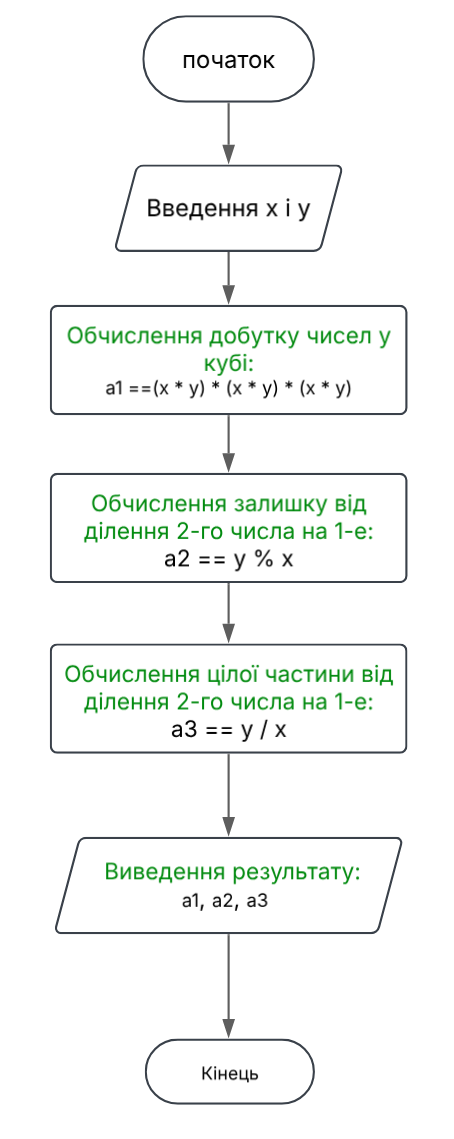 початок
Введення x і y
Обчислення добутку чисел у
кубі:
a1 ==(x * y) * (x * y) * (x * y)
Обчислення залишку від
ділення 2-го числа на 1-е:
a2 == y % x
Обчислення цілої частини від
ділення 2-го числа на 1-е:
a3 == y / x
Виведення результату:
a1, a2, a3
Кінець